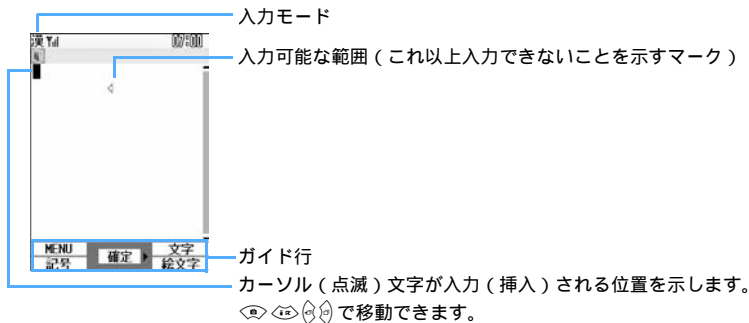 入力モード
漢
07:00
入力可能な範囲（これ以上入力できないことを示すマーク）
MENU 確定 文字
記号 絵文字
ガイド行
カーソル（点滅）文字が入力（挿入）される位置を示します。
で移動できます。